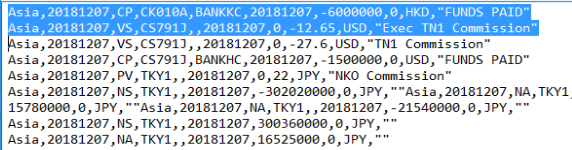 Asia,20181207,CP,CK010A,BANKKC,20181207,-6000000,0,HKD,"FUNDS PAID"
Asia,20181207,VS,CS791J,,20181207,0,-12.65,USD,"Exec TN1 Commission"
Asia,20181207,VS,CS791J,,20181207,0,-27.6,USD,"TN1 Commission"
Asia,20181207,CP,CS791J,BANKHC,20181207,-1500000,0,USD,"FUNDS PAID"
Asia,20181207,PV,TKY1,,20181207,0,22,JPY,"NKO Commission"
Asia,20181207,NS,TKY1,,20181207,-302020000,0,JPY,""Asia,20181207,NA,TKY1,
15780000,0,JPY,""Asia,20181207,NA,TKY1,,20181207,-21540000,0,JPY,""
Asia,20181207,NS,TKY1,,20181207,300360000,0,JPY,""
Asia,20181207,NA,TKY1,,20181207,16525000,0,JPY,""